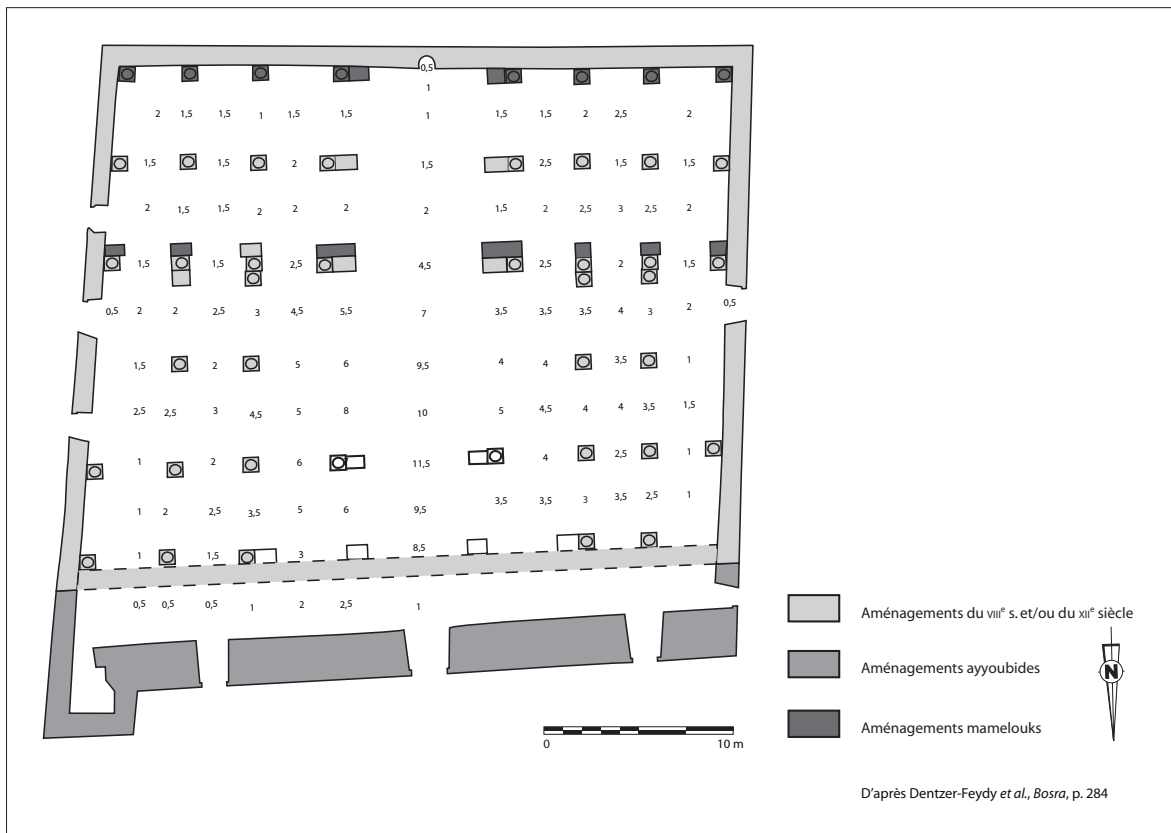 0,5
1
2 1,5 1,5 1 1,5 1,5 1 1,5 1,5 2 2,5 2
1,5 1,5 2 1,5 2,5 1,5 1,5
2 1,5 1,5 2 2 2 2 1,5 2 2,5 3 2,5 2
1,5 1,5 2,5 4,5 2,5 2 1,5
0,5 2 2 2,5 3 4,5 5,5 7 3,5 3,5 3,5 4 3 2 0,5
1,5 2 5 6 9,5 4 4 3,5 1
2,5 2,5 3 4,5 5 8 10 5 4,5 4 4 3,5 1,5
1 2 6 11,5 4 2,5 1
1 2 2,5 3,5 5 6 9,5 3,5 3,5 3 3,5 2,5 1
1 1,5 3 8,5
0,5 0,5 0,5 1 2 2,5 1
Aménagements du VIIIe s. et/ou du XIIe siècle
Aménagements ayyoubides
N
Aménagements mamelouks
0 10 m
D'après Dentzer-Feydy et al., Bosra, p. 284